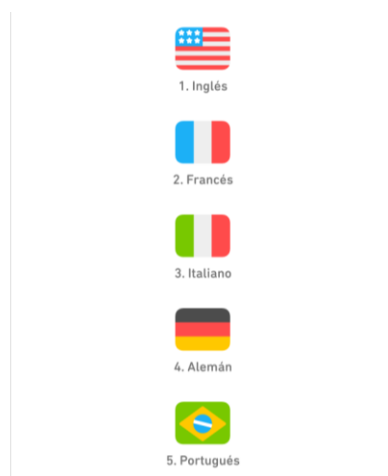 1. Inglés
2. Francés
3. Italiano
4. Alemán
5. Portugués